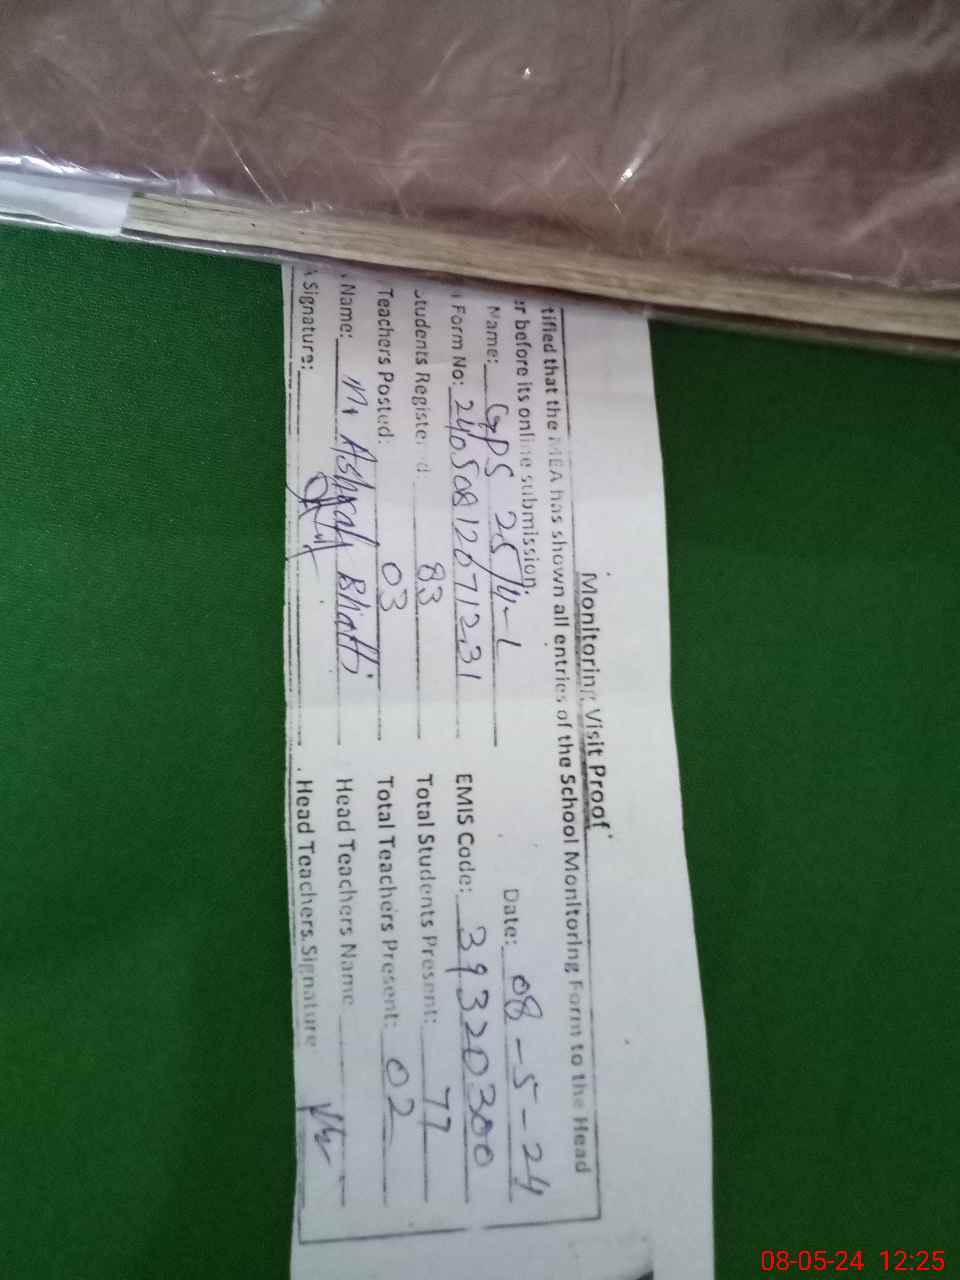 Monitoring Visit Proof
tified that the MEA has shown all entries of the School Monitoring Form to the Head
er before its online submission.
Name: GPS 25/4-L Date: 08-5-24
Form No: 24050812071231 EMIS Code: 39320300
Students Registered: 83 Total Students Present: 77
Teachers Posted: 03 Total Teachers Present: 02
Name: M. Ashraf Bhatti Head Teachers Name
A Signature: Head Teachers Signature
08-05-24 12:25